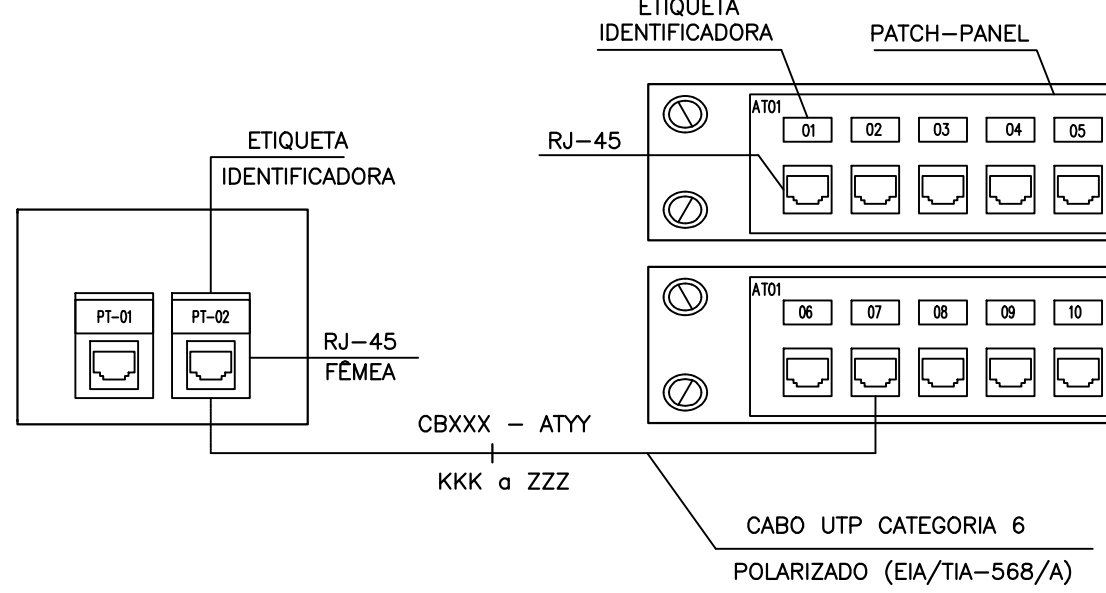 ETIQUETA
IDENTIFICADORA
PATCH-PANEL
AT01
01 02 03 04 05
RJ-45
ETIQUETA
IDENTIFICADORA
AT01
06 07 08 09 10
PT-01 PT-02
RJ-45
FÊMEA
CBXXX - ATYY
KKK a ZZZ
CABO UTP CATEGORIA 6
POLARIZADO (EIA/TIA-568/A)